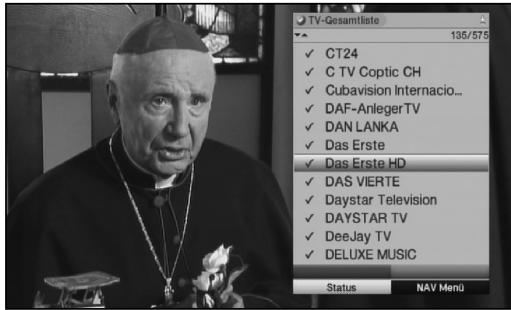 TV-Gesamtliste
135/575
✓ CT24
✓ C TV Coptic CH
✓ Cubavision Internacio...
✓ DAF-AnlegerTV
✓ DAN LANKA
✓ Das Erste
✓ Das Erste HD
✓ DAS VIERTE
✓ Daystar Television
✓ DAYSTAR TV
✓ DeeJay TV
✓ DELUXE MUSIC
Status NAV Menü